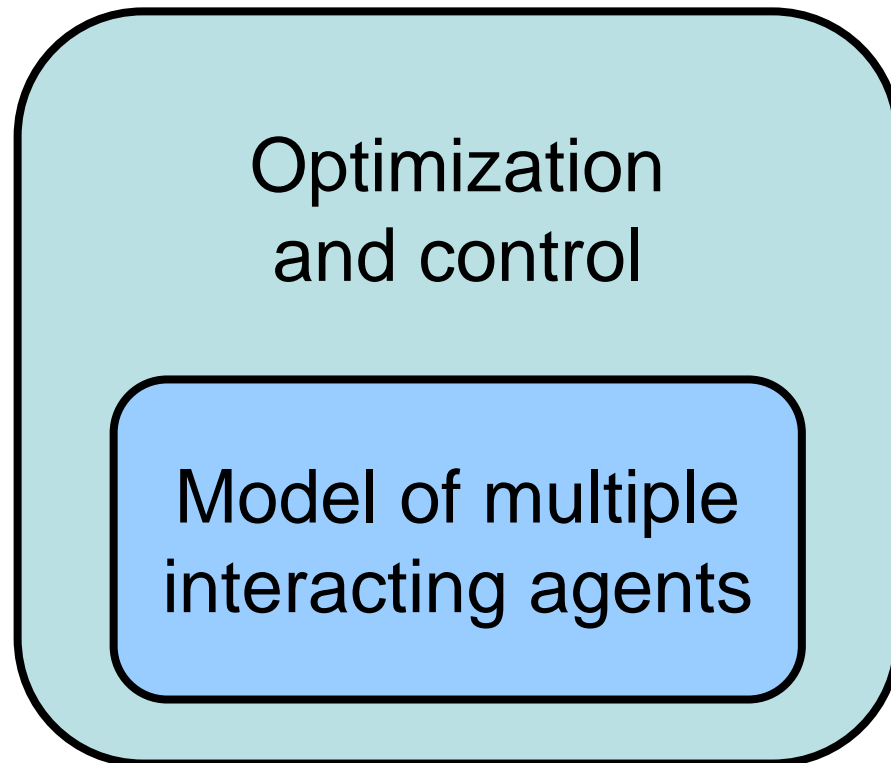 Optimization
and control
Model of multiple
interacting agents